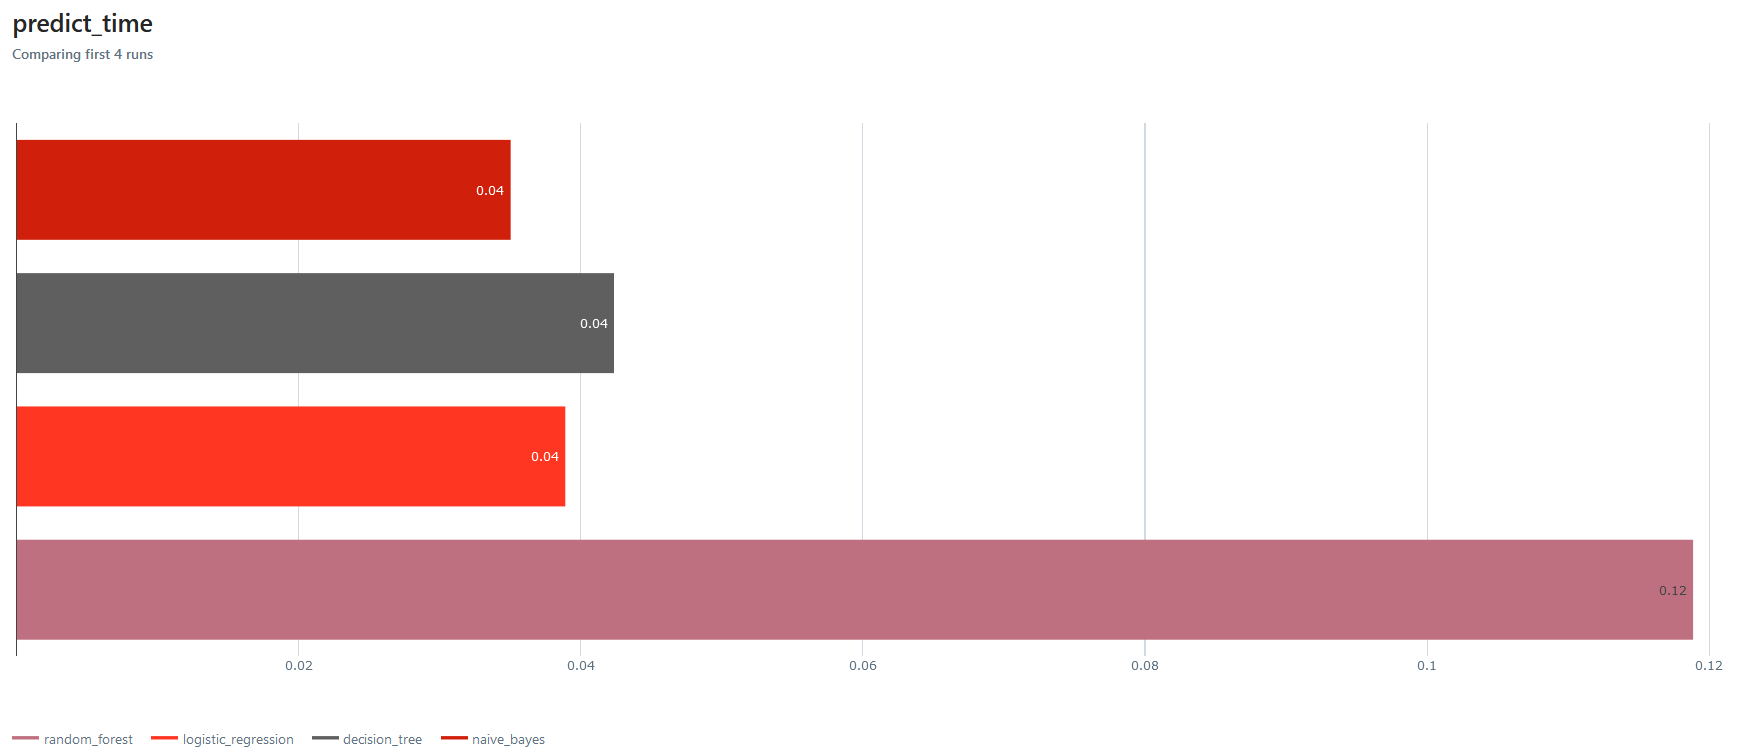 predict_time
Comparing first 4 runs
0.04
0.04
0.04
0.12
0.02 0.04 0.06 0.08 0.1 0.12
random_forest logistic_regression decision_tree naive_bayes